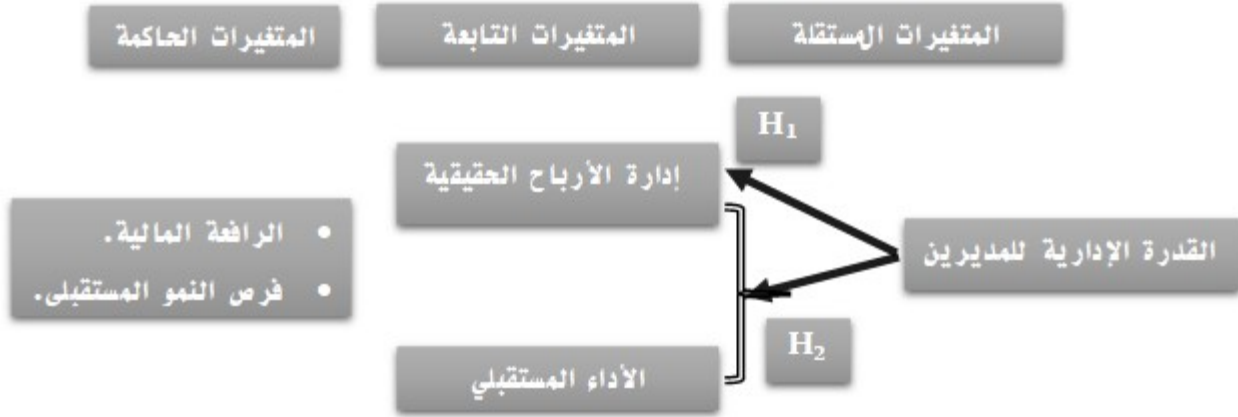 المتغيرات المستقلة
المتغيرات التابعة
المتغيرات الحاكمة
H₁
إدارة الأرباح الحقيقية
القدرة الإدارية للمديرين
• الرافعة المالية.
• فرص النمو المستقبلى.
H₂
الأداء المستقبلي